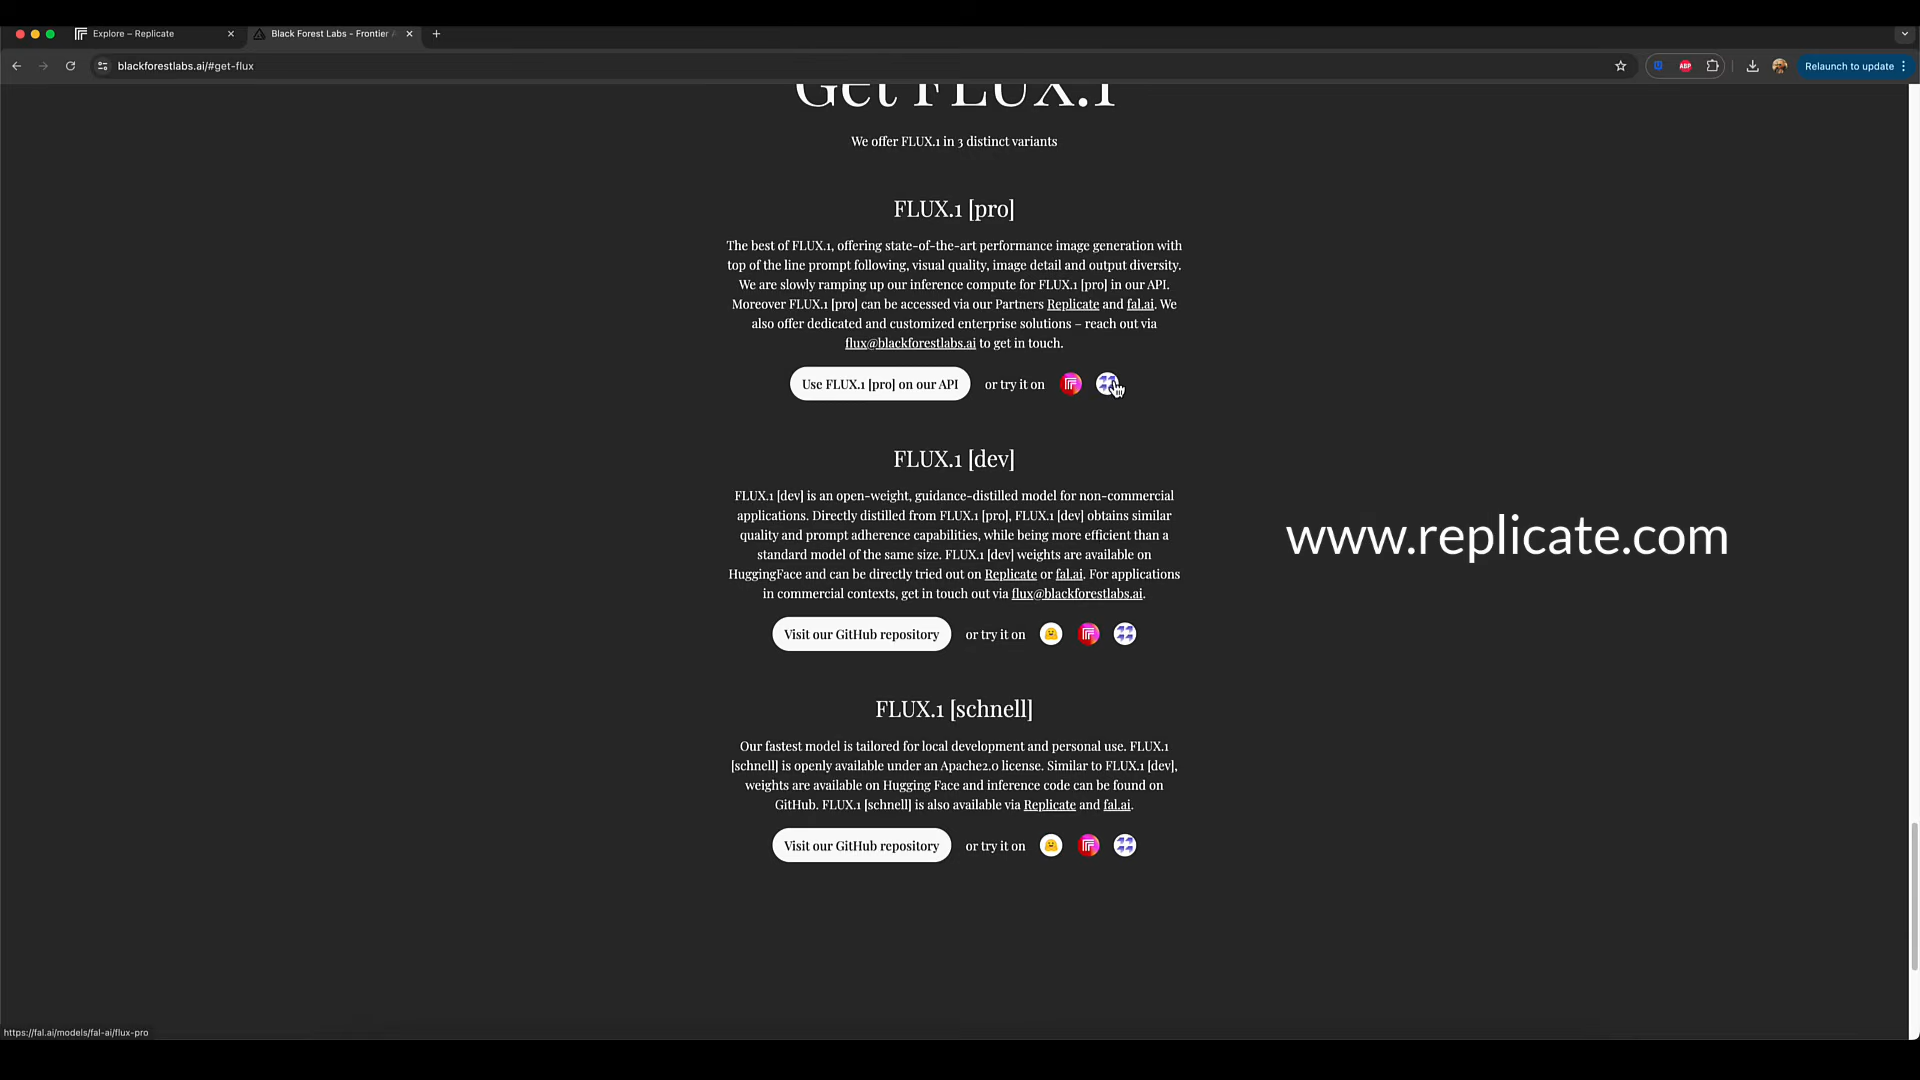 Explore – Replicate
Black Forest Labs - Frontier A
blackforestlabs.ai/#get-flux
ABP
Relaunch to update
Get FLUX.1
We offer FLUX.1 in 3 distinct variants
FLUX.1 [pro]
The best of FLUX.1, offering state-of-the-art performance image generation with
top of the line prompt following, visual quality, image detail and output diversity.
We are slowly ramping up our inference compute for FLUX.1 [pro] in our API.
Moreover FLUX.1 [pro] can be accessed via our Partners Replicate and fal.ai. We
also offer dedicated and customized enterprise solutions – reach out via
flux@blackforestlabs.ai to get in touch.
Use FLUX.1 [pro] on our API or try it on
FLUX.1 [dev]
FLUX.1 [dev] is an open-weight, guidance-distilled model for non-commercial
applications. Directly distilled from FLUX.1 [pro], FLUX.1 [dev] obtains similar
quality and prompt adherence capabilities, while being more efficient than a
standard model of the same size. FLUX.1 [dev] weights are available on
HuggingFace and can be directly tried out on Replicate or fal.ai. For applications
in commercial contexts, get in touch out via flux@blackforestlabs.ai.
Visit our GitHub repository or try it on
www.replicate.com
FLUX.1 [schnell]
Our fastest model is tailored for local development and personal use. FLUX.1
[schnell] is openly available under an Apache2.0 license. Similar to FLUX.1 [dev],
weights are available on Hugging Face and inference code can be found on
GitHub. FLUX.1 [schnell] is also available via Replicate and fal.ai.
Visit our GitHub repository or try it on
https://fal.ai/models/fal-ai/flux-pro